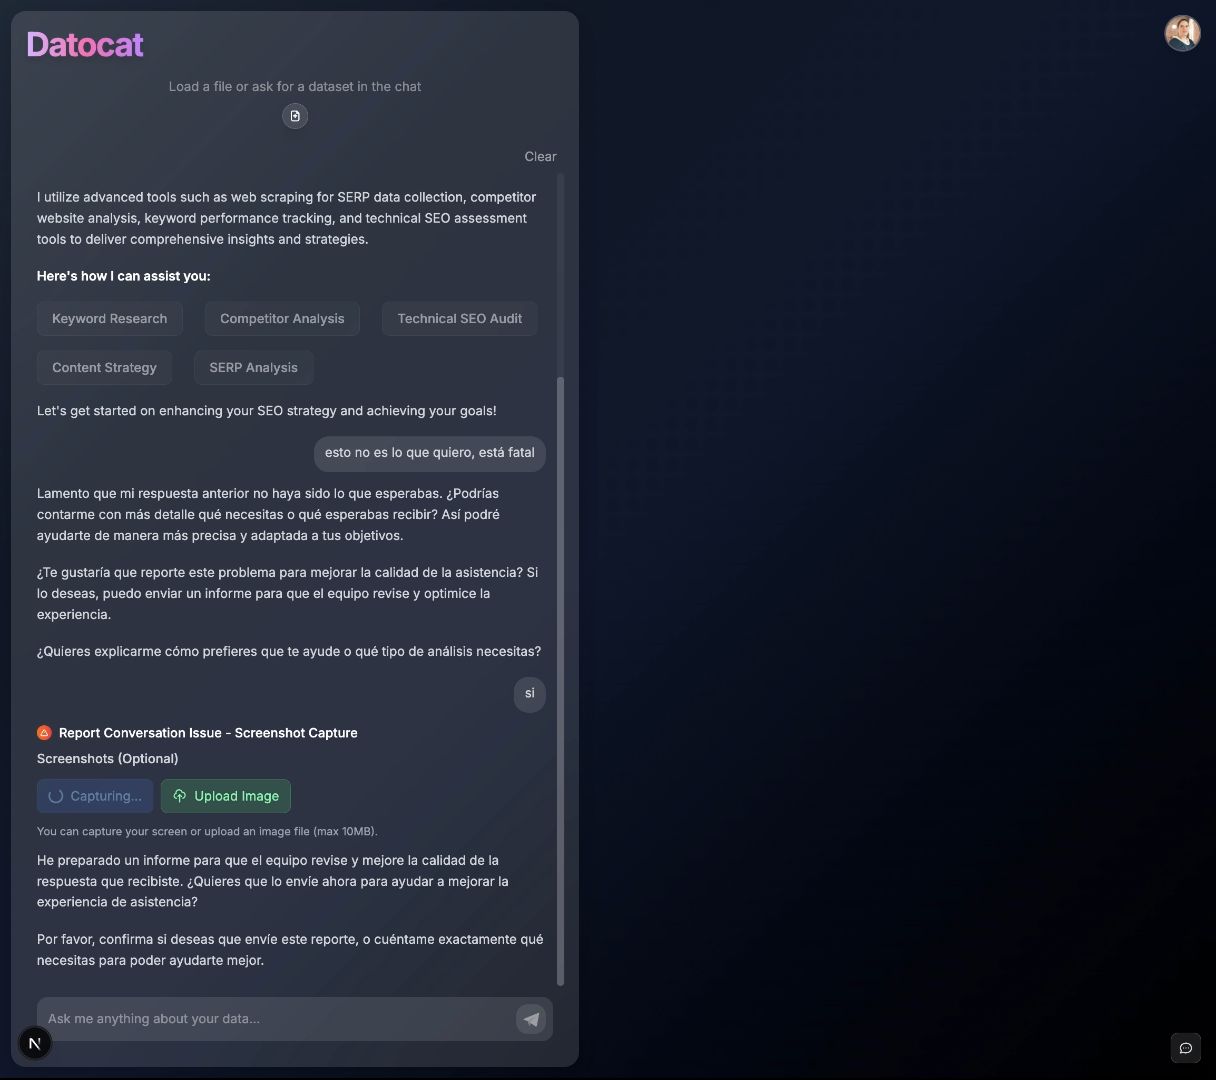 Datocat
Load a file or ask for a dataset in the chat
Clear
I utilize advanced tools such as web scraping for SERP data collection, competitor
website analysis, keyword performance tracking, and technical SEO assessment
tools to deliver comprehensive insights and strategies.
Here's how I can assist you:
Keyword Research
Competitor Analysis
Technical SEO Audit
Content Strategy
SERP Analysis
Let's get started on enhancing your SEO strategy and achieving your goals!
esto no es lo que quiero, está fatal
Lamento que mi respuesta anterior no haya sido lo que esperabas. ¿Podrías
contarme con más detalle qué necesitas o qué esperabas recibir? Así podré
ayudarte de manera más precisa y adaptada a tus objetivos.
¿Te gustaría que reporte este problema para mejorar la calidad de la asistencia? Si
lo deseas, puedo enviar un informe para que el equipo revise y optimice la
experiencia.
¿Quieres explicarme cómo prefieres que te ayude o qué tipo de análisis necesitas?
si
Report Conversation Issue - Screenshot Capture
Screenshots (Optional)
Capturing...
Upload Image
You can capture your screen or upload an image file (max 10MB).
He preparado un informe para que el equipo revise y mejore la calidad de la
respuesta que recibiste. ¿Quieres que lo envíe ahora para ayudar a mejorar la
experiencia de asistencia?
Por favor, confirma si deseas que envíe este reporte, o cuéntame exactamente qué
necesitas para poder ayudarte mejor.
Ask me anything about your data...
N